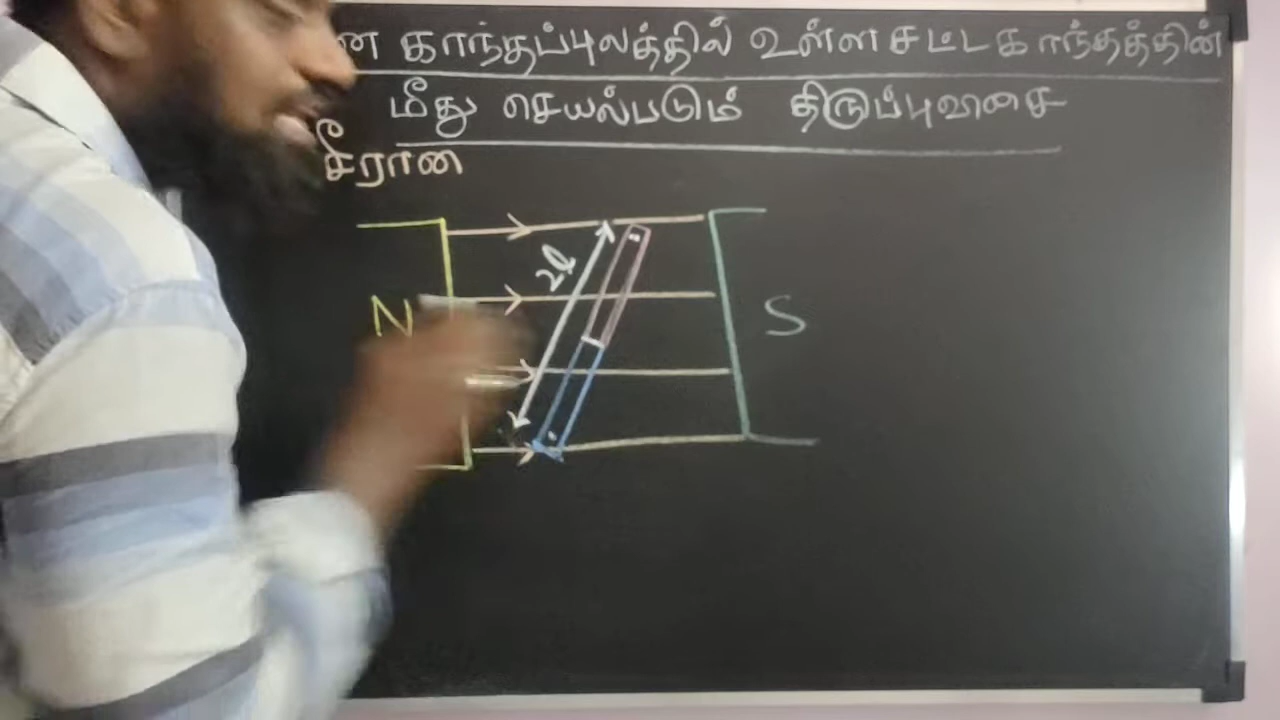 காந்தப்புலத்தில் உள்ள சட்டகாந்தத்தின்
மீது செயல்படும் திருப்புவிசை
சீரான
2l
N
S